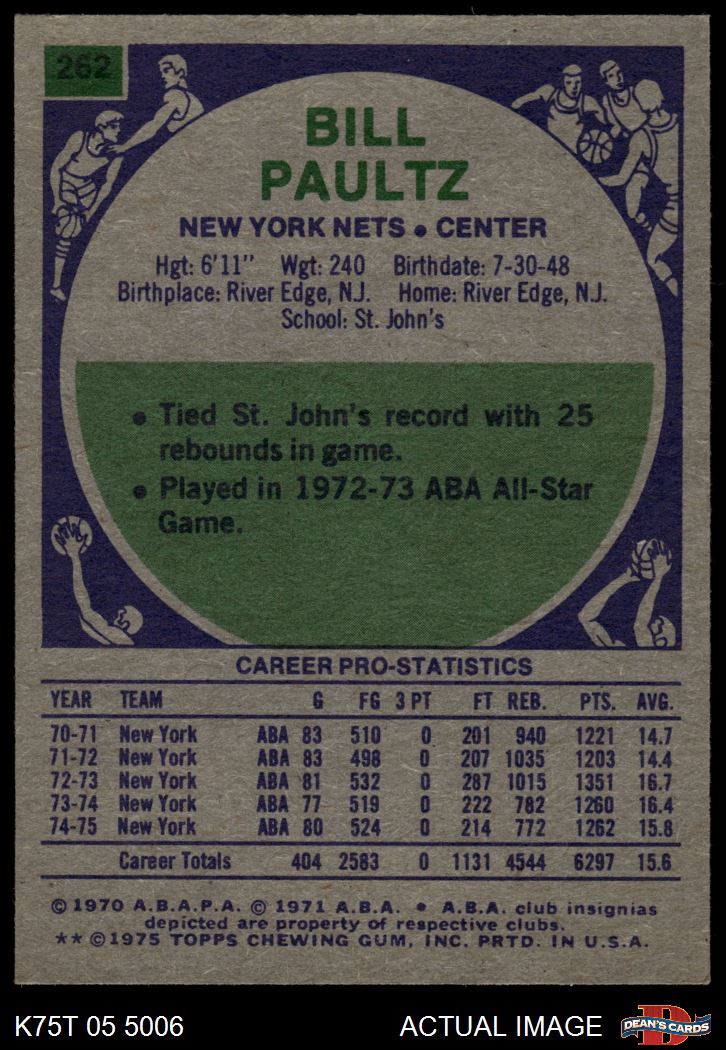 262
BILL
PAULTZ
NEW YORK NETS • CENTER
Hgt: 6'11" Wgt: 240 Birthdate: 7-30-48
Birthplace: River Edge, N.J. Home: River Edge, N.J.
School: St. John's
• Tied St. John's record with 25
rebounds in game.
• Played in 1972-73 ABA All-Star
Game.
CAREER PRO-STATISTICS
YEAR TEAM G FG 3 PT FT REB. PTS. AVG.
70-71 New York ABA 83 510 0 201 940 1221 14.7
71-72 New York ABA 83 498 0 207 1035 1203 14.4
72-73 New York ABA 81 532 0 287 1015 1351 16.7
73-74 New York ABA 77 519 0 222 782 1260 16.4
74-75 New York ABA 80 524 0 214 772 1262 15.8
Career Totals 404 2583 0 1131 4544 6297 15.6
© 1970 A.B.A.P.A. © 1971 A.B.A. • A.B.A. club insignias
depicted are property of respective clubs.
** © 1975 TOPPS CHEWING GUM, INC. PRTD. IN U.S.A.
K75T 05 5006 ACTUAL IMAGE D DEAN'S CARDS